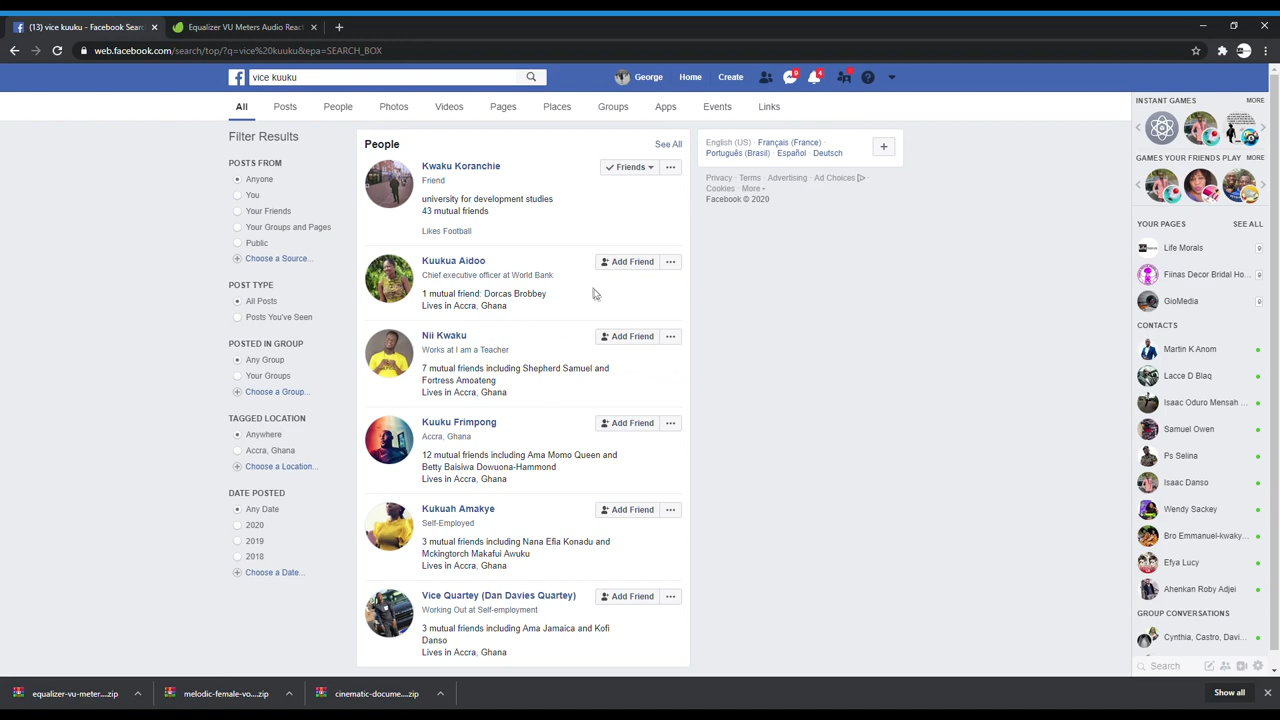 (13) vice kuuku - Facebook Searc
Equalizer VU Meters Audio Reac
web.facebook.com/search/top/?q=vice%20kuuku&epa=SEARCH_BOX
vice kuuku
George
Home
Create
9
4
All
Posts
People
Photos
Videos
Pages
Places
Groups
Apps
Events
Links
Filter Results
POSTS FROM
Anyone
You
Your Friends
Your Groups and Pages
Public
Choose a Source...
POST TYPE
All Posts
Posts You've Seen
POSTED IN GROUP
Any Group
Your Groups
Choose a Group...
TAGGED LOCATION
Anywhere
Accra, Ghana
Choose a Location...
DATE POSTED
Any Date
2020
2019
2018
Choose a Date...
People
See All
Kwaku Koranchie
Friends
Friend
university for development studies
43 mutual friends
Likes Football
Kuukua Aidoo
Add Friend
Chief executive officer at World Bank
1 mutual friend: Dorcas Brobbey
Lives in Accra, Ghana
Nii Kwaku
Add Friend
Works at I am a Teacher
7 mutual friends including Shepherd Samuel and
Fortress Amoateng
Lives in Accra, Ghana
Kuuku Frimpong
Add Friend
Accra, Ghana
12 mutual friends including Ama Momo Queen and
Betty Baisiwa Dowuona-Hammond
Lives in Accra, Ghana
Kukuah Amakye
Add Friend
Self-Employed
3 mutual friends including Nana Efia Konadu and
Mckingtorch Makafui Awuku
Lives in Accra, Ghana
Vice Quartey (Dan Davies Quartey)
Add Friend
Working Out at Self-employment
3 mutual friends including Ama Jamaica and Kofi
Danso
Lives in Accra, Ghana
English (US) · Français (France) ·
Português (Brasil) · Español · Deutsch
Privacy · Terms · Advertising · Ad Choices ·
Cookies · More
Facebook © 2020
INSTANT GAMES
MORE
GAMES YOUR FRIENDS PLAY
MORE
YOUR PAGES
SEE ALL
Life Morals
Fiinas Decor Bridal Ho...
GioMedia
CONTACTS
Martin K Anom
Lacce D Blaq
Isaac Oduro Mensah ...
Samuel Owen
Ps Selina
Isaac Danso
Wendy Sackey
Bro Emmanuel-kwaky...
Efya Lucy
Ahenkan Roby Adjei
GROUP CONVERSATIONS
Cynthia, Castro, Davi...
Search
equalizer-vu-meter....zip
melodic-female-vo....zip
cinematic-docume....zip
Show all